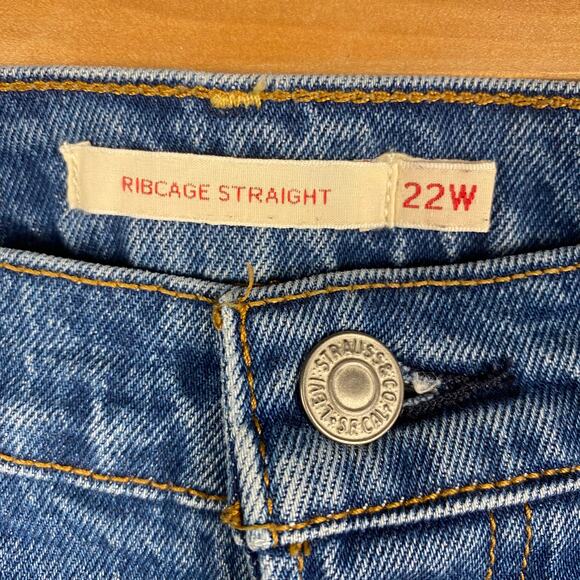 RIBCAGE STRAIGHT
22W
LEVI STRAUSS & CO.
S.F. CAL.